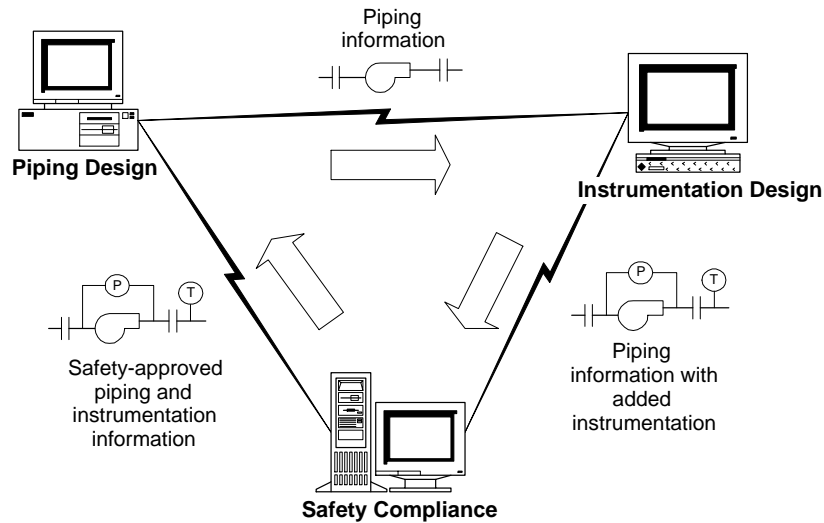 Piping
information
Piping Design
Instrumentation Design
P
T
Safety-approved
piping and
instrumentation
information
P
T
Piping
information with
added
instrumentation
Safety Compliance